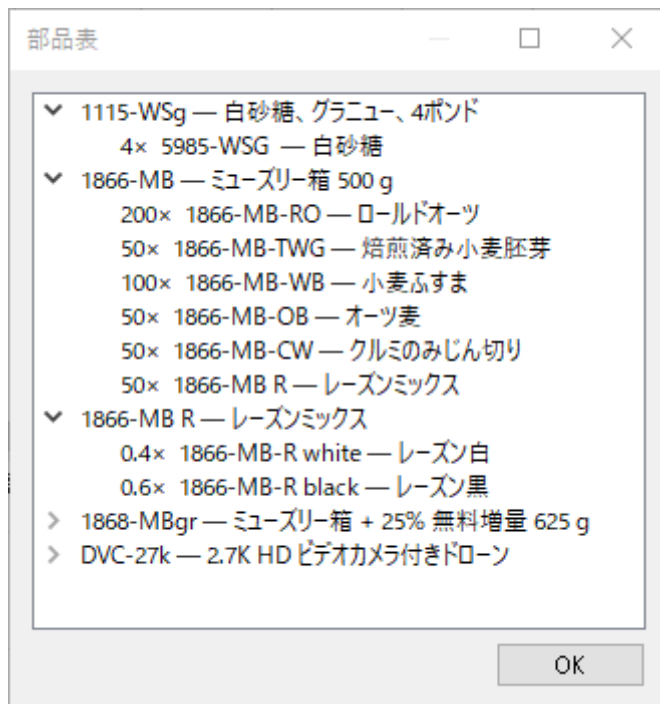 部品表
1115-WSg — 白砂糖、グラニュー、4ポンド
4× 5985-WSG — 白砂糖
1866-MB — ミューズリー箱 500 g
200× 1866-MB-RO — ロールドオーツ
50× 1866-MB-TWG — 焙煎済み小麦胚芽
100× 1866-MB-WB — 小麦ふすま
50× 1866-MB-OB — オーツ麦
50× 1866-MB-CW — クルミのみじん切り
50× 1866-MB R — レーズンミックス
1866-MB R — レーズンミックス
0.4× 1866-MB-R white — レーズン白
0.6× 1866-MB-R black — レーズン黒
1868-MBgr — ミューズリー箱 + 25% 無料増量 625 g
DVC-27k — 2.7K HD ビデオカメラ付きドローン
OK